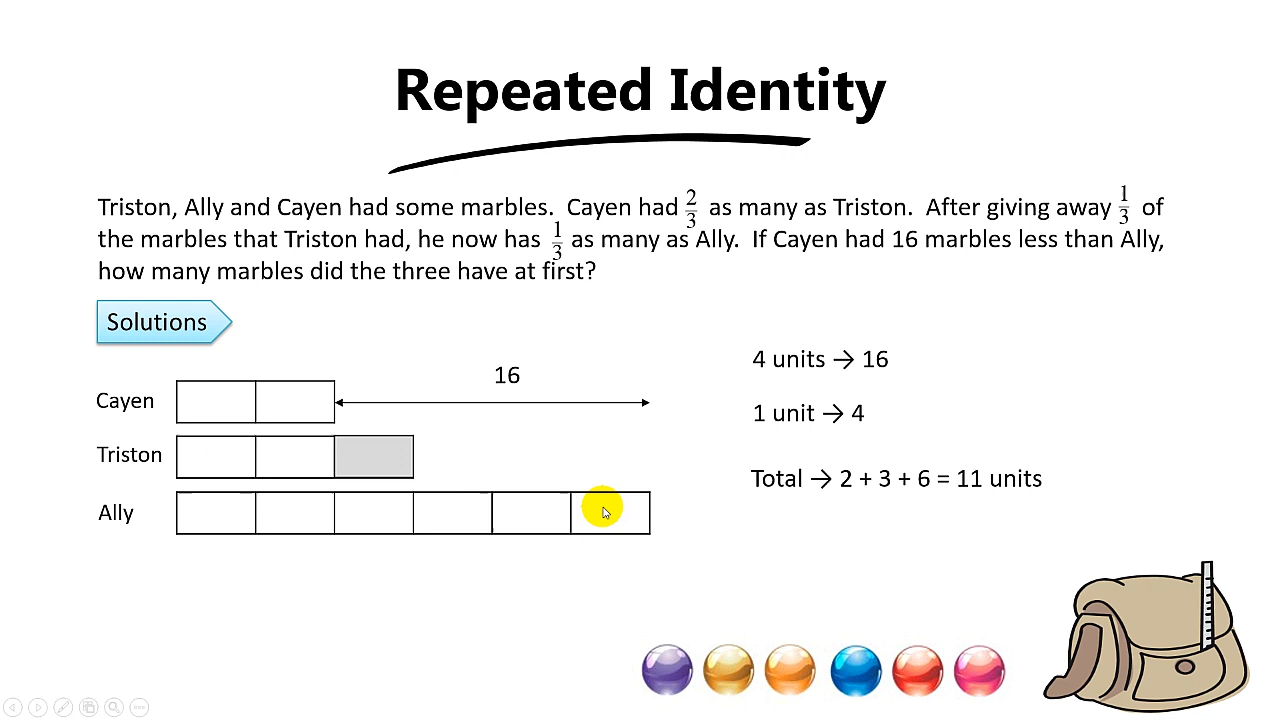 Repeated Identity
Triston, Ally and Cayen had some marbles. Cayen had 2/3 as many as Triston. After giving away 1/3 of
the marbles that Triston had, he now has 1/3 as many as Ally. If Cayen had 16 marbles less than Ally,
how many marbles did the three have at first?
Solutions
16
Cayen
Triston
Ally
4 units → 16
1 unit → 4
Total → 2 + 3 + 6 = 11 units